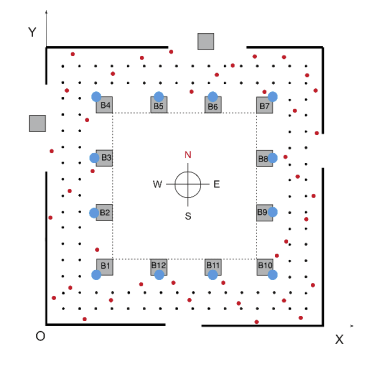 Y
B4 B5 B6 B7
N
B3 B8
W E
B2 B9
S
B1 B12 B11 B10
O
X